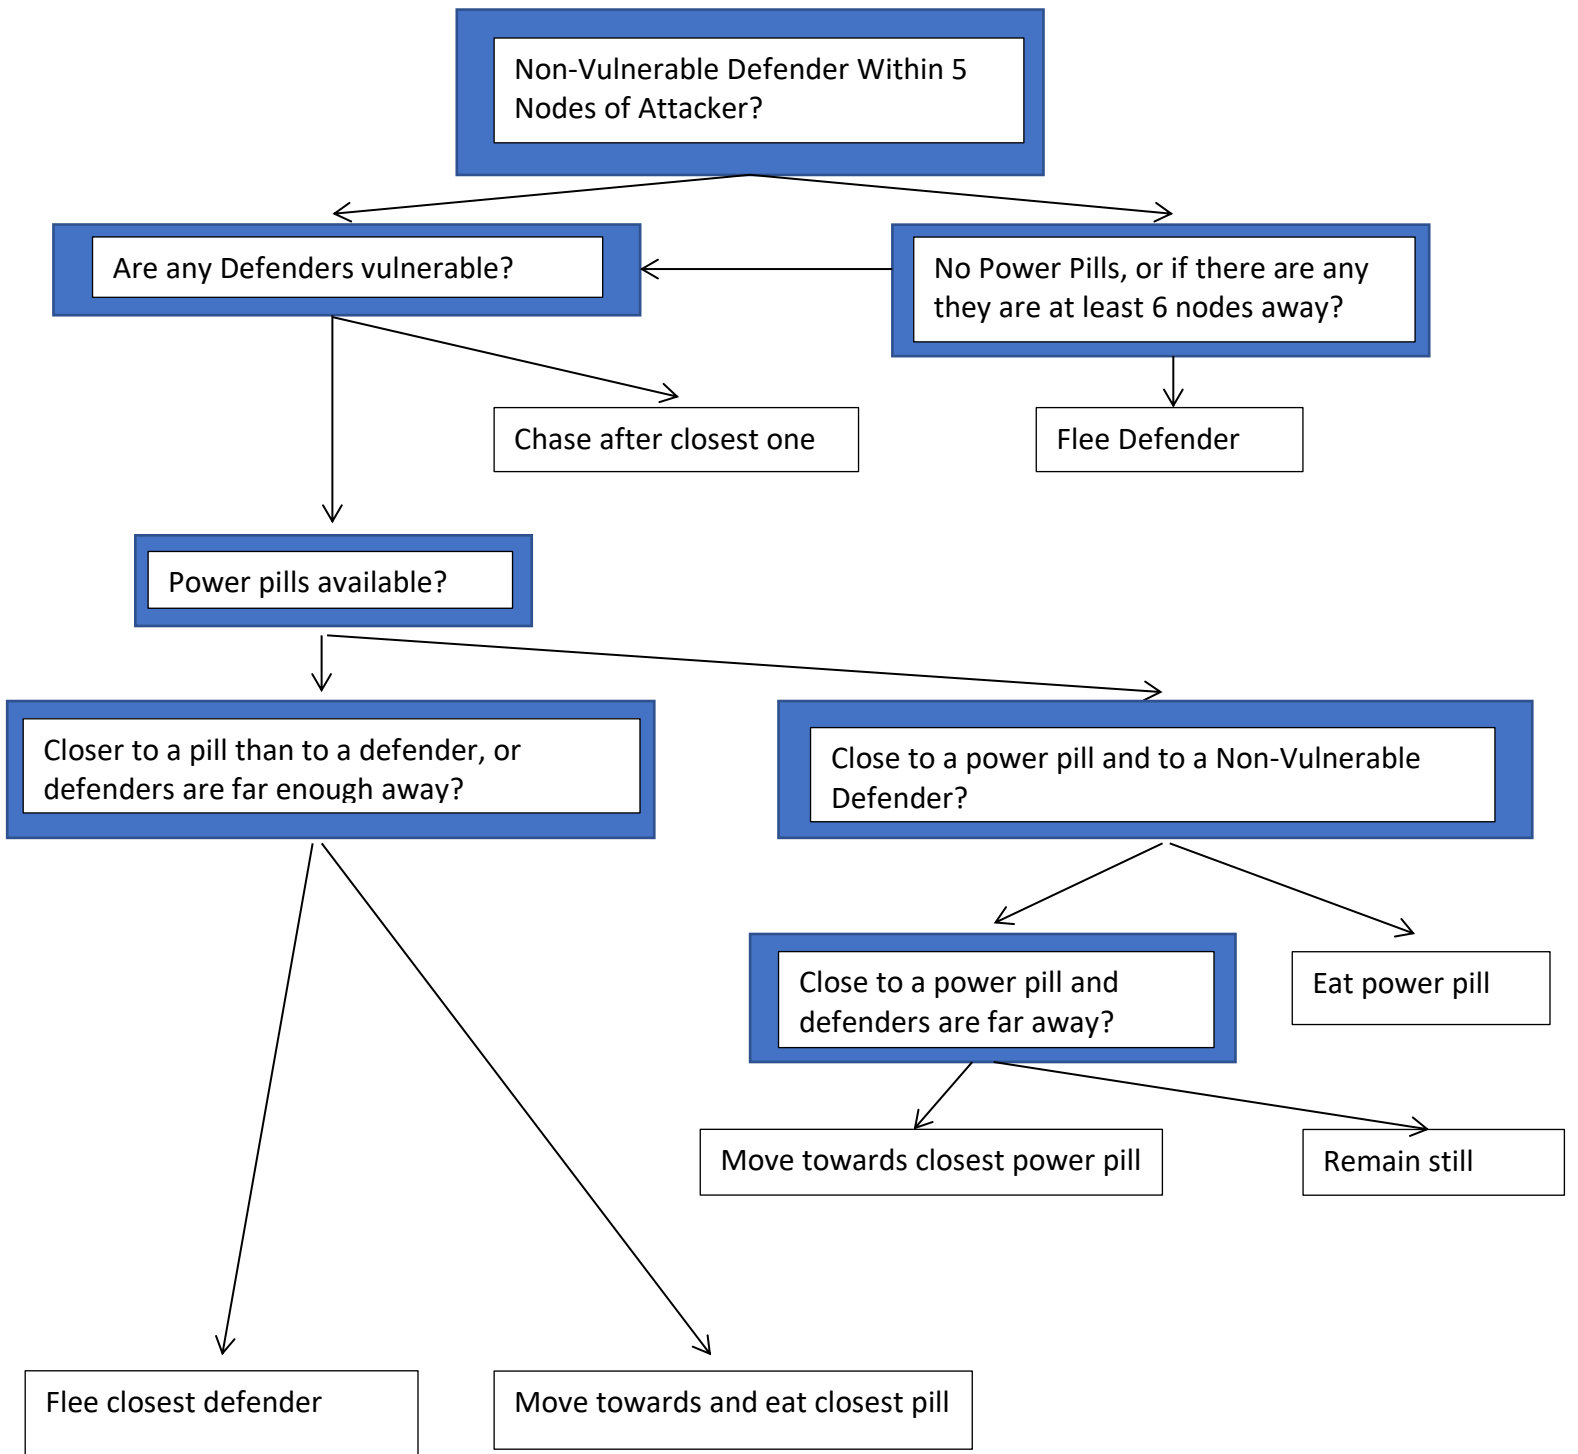 Non-Vulnerable Defender Within 5
Nodes of Attacker?
Are any Defenders vulnerable?
No Power Pills, or if there are any
they are at least 6 nodes away?
Chase after closest one
Flee Defender
Power pills available?
Closer to a pill than to a defender, or
defenders are far enough away?
Close to a power pill and to a Non-Vulnerable
Defender?
Close to a power pill and
defenders are far away?
Eat power pill
Move towards closest power pill
Remain still
Flee closest defender
Move towards and eat closest pill